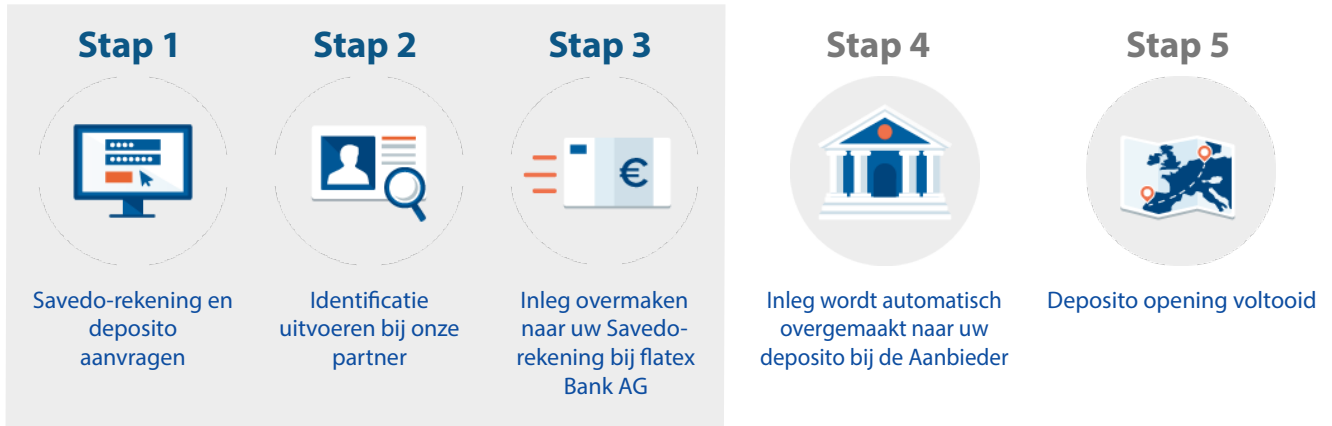 Stap 1
Savedo-rekening en
deposito
aanvragen
Stap 2
Identificatie
uitvoeren bij onze
partner
Stap 3
€
Inleg overmaken
naar uw Savedo-
rekening bij flatex
Bank AG
Stap 4
Inleg wordt automatisch
overgemaakt naar uw
deposito bij de Aanbieder
Stap 5
Deposito opening voltooid